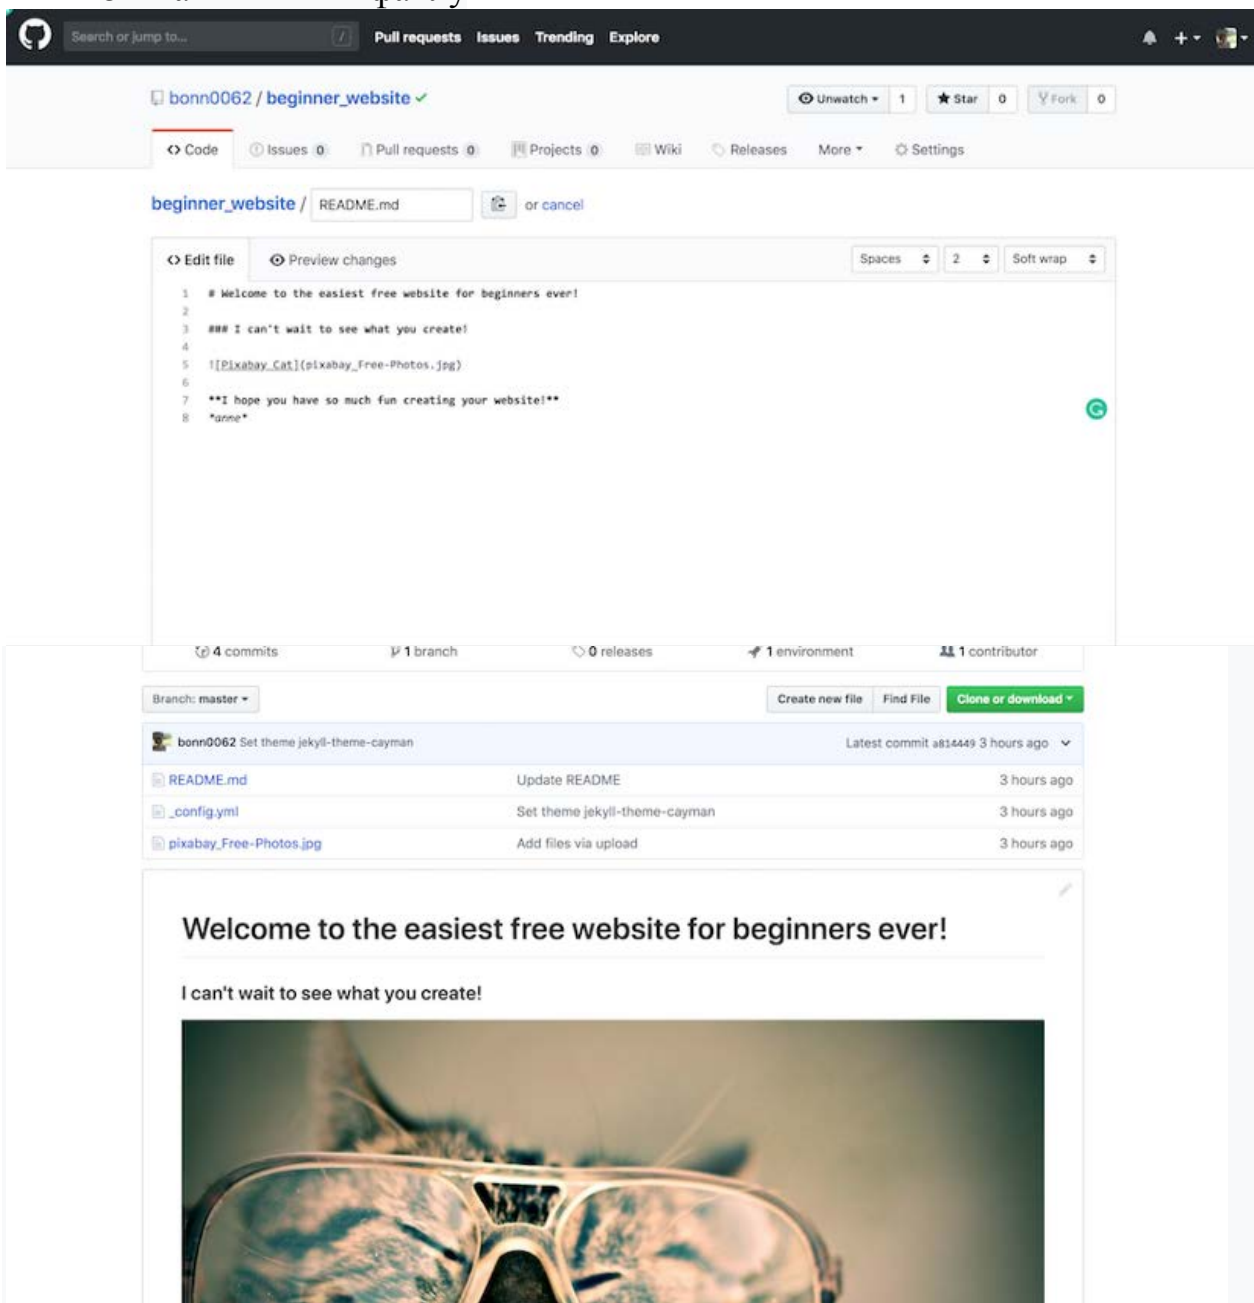 Search or jump to... / Pull requests Issues Trending Explore
bonn0062 / beginner_website Unwatch 1 Star 0 Fork 0
Code Issues 0 Pull requests 0 Projects 0 Wiki Releases More Settings
beginner_website / README.md or cancel
Edit file Preview changes Spaces 2 Soft wrap
1 # Welcome to the easiest free website for beginners ever!
2
3 ### I can't wait to see what you create!
4
5 ![Pixabay Cat](pixabay_Free-Photos.jpg)
6
7 **I hope you have so much fun creating your website!**
8 *anne*
4 commits 1 branch 0 releases 1 environment 1 contributor
Branch: master Create new file Find File Clone or download
bonn0062 Set theme jekyll-theme-cayman Latest commit a814449 3 hours ago
README.md Update README 3 hours ago
_config.yml Set theme jekyll-theme-cayman 3 hours ago
pixabay_Free-Photos.jpg Add files via upload 3 hours ago
Welcome to the easiest free website for beginners ever!
I can't wait to see what you create!